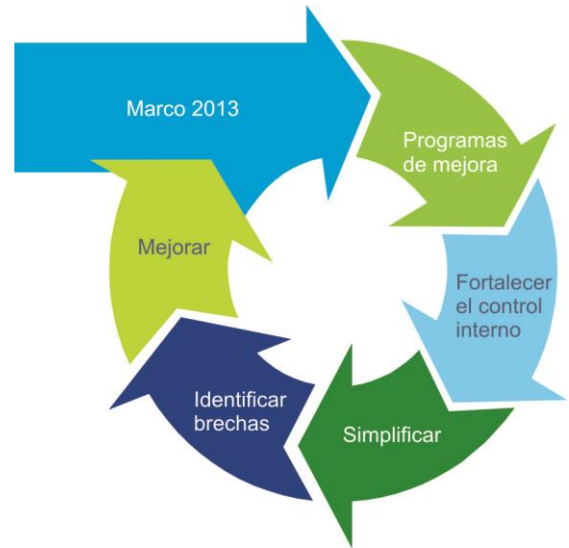 Marco 2013
Programas
de mejora
Fortalecer
el control
interno
Simplificar
Identificar
brechas
Mejorar